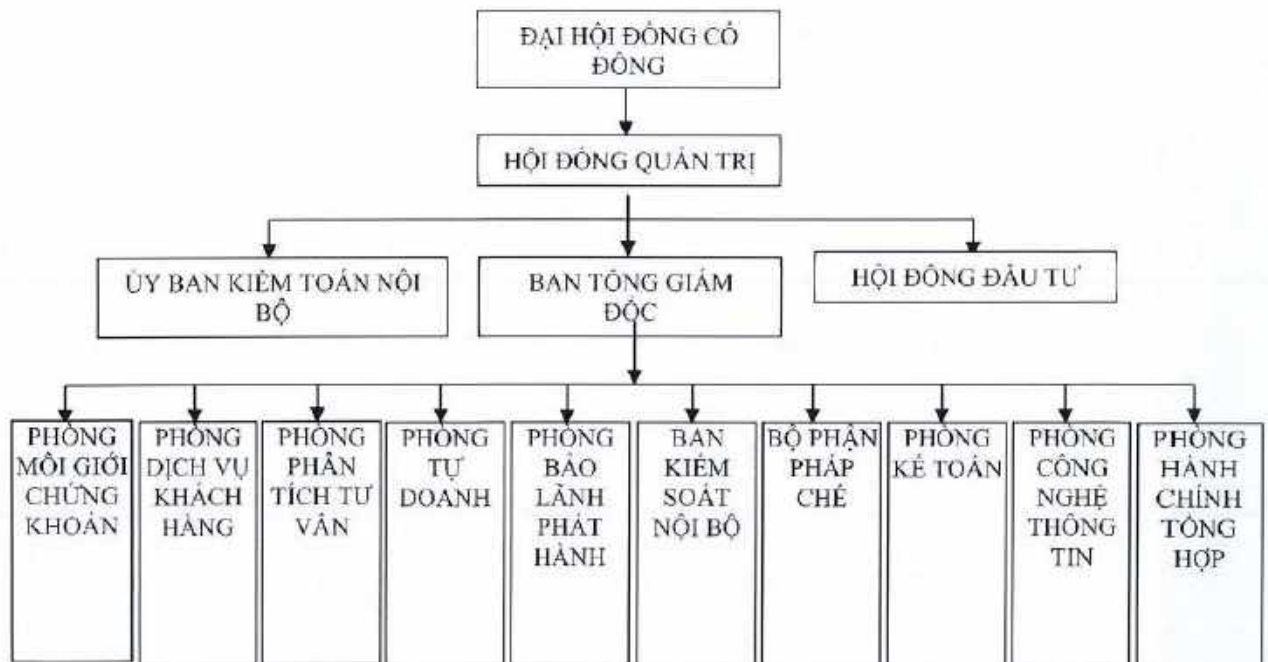 ĐẠI HỘI ĐỒNG CỔ
ĐÔNG
HỘI ĐỒNG QUẢN TRỊ
ỦY BAN KIỂM TOÁN NỘI
BỘ
BAN TỔNG GIÁM
ĐỐC
HỘI ĐỒNG ĐẦU TƯ
PHÒNG
MÔI GIỚI
CHỨNG
KHOÁN
PHÒNG
DỊCH VỤ
KHÁCH
HÀNG
PHÒNG
PHÂN
TÍCH TƯ
VẤN
PHÒNG
TỰ
DOANH
PHÒNG
BẢO
LÃNH
PHÁT
HÀNH
BAN
KIỂM
SOÁT
NỘI BỘ
BỘ PHẬN
PHÁP
CHẾ
PHÒNG
KẾ TOÁN
PHÒNG
CÔNG
NGHỆ
THÔNG
TIN
PHÒNG
HÀNH
CHÍNH
TỔNG
HỢP